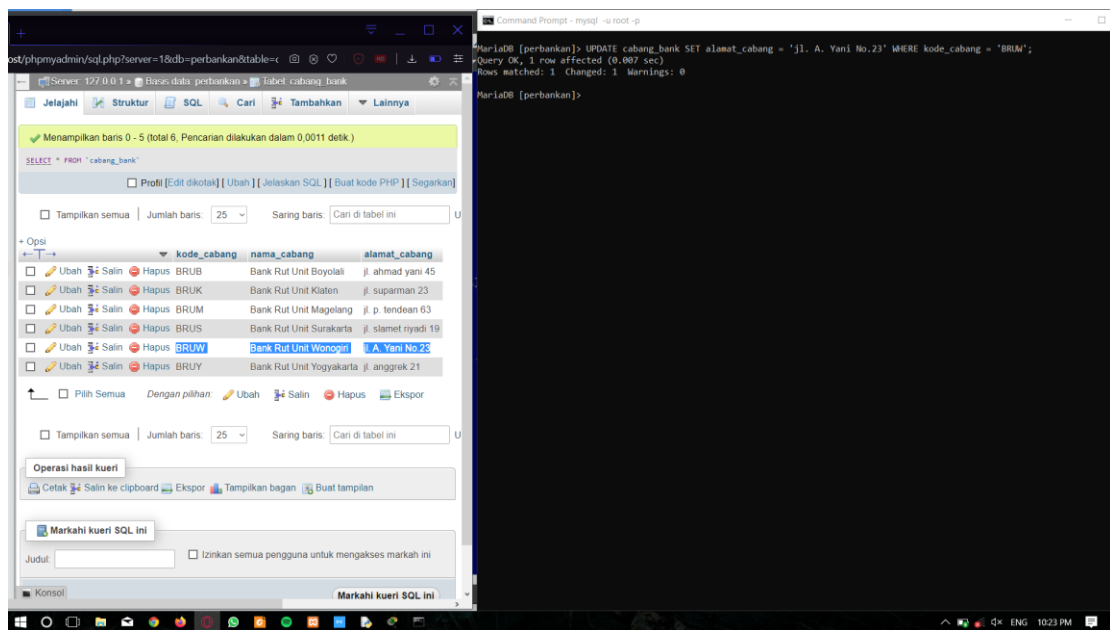 ost/phpmyadmin/sql.php?server=1&db=perbankan&table=c
Server: 127.0.0.1 » Basis data: perbankan » Tabel: cabang_bank
Jelajahi Struktur SQL Cari Tambahkan Lainnya
Menampilkan baris 0 - 5 (total 6, Pencarian dilakukan dalam 0,0011 detik.)
SELECT * FROM `cabang_bank`
Profil [Edit dikotak] [ Ubah ] [ Jelaskan SQL ] [ Buat kode PHP ] [ Segarkan]
Tampilkan semua Jumlah baris: 25 Saring baris: Cari di tabel ini U
+ Opsi
←T→ kode_cabang nama_cabang alamat_cabang
Ubah Salin Hapus BRUB Bank Rut Unit Boyolali jl. ahmad yani 45
Ubah Salin Hapus BRUK Bank Rut Unit Klaten jl. suparman 23
Ubah Salin Hapus BRUM Bank Rut Unit Magelang jl. p. tendean 63
Ubah Salin Hapus BRUS Bank Rut Unit Surakarta jl. slamet riyadi 19
Ubah Salin Hapus BRUW Bank Rut Unit Wonogiri jl. A. Yani No.23
Ubah Salin Hapus BRUY Bank Rut Unit Yogyakarta jl. anggrek 21
Pilih Semua Dengan pilihan: Ubah Salin Hapus Ekspor
Tampilkan semua Jumlah baris: 25 Saring baris: Cari di tabel ini U
Operasi hasil kueri
Cetak Salin ke clipboard Ekspor Tampilkan bagan Buat tampilan
Markahi kueri SQL ini
Judul: Izinkan semua pengguna untuk mengakses markah ini
Konsol
Markahi kueri SQL ini
Command Prompt - mysql -u root -p
MariaDB [perbankan]> UPDATE cabang_bank SET alamat_cabang = 'jl. A. Yani No.23' WHERE kode_cabang = 'BRUW';
Query OK, 1 row affected (0.007 sec)
Rows matched: 1 Changed: 1 Warnings: 0
MariaDB [perbankan]>
ENG 10:23 PM